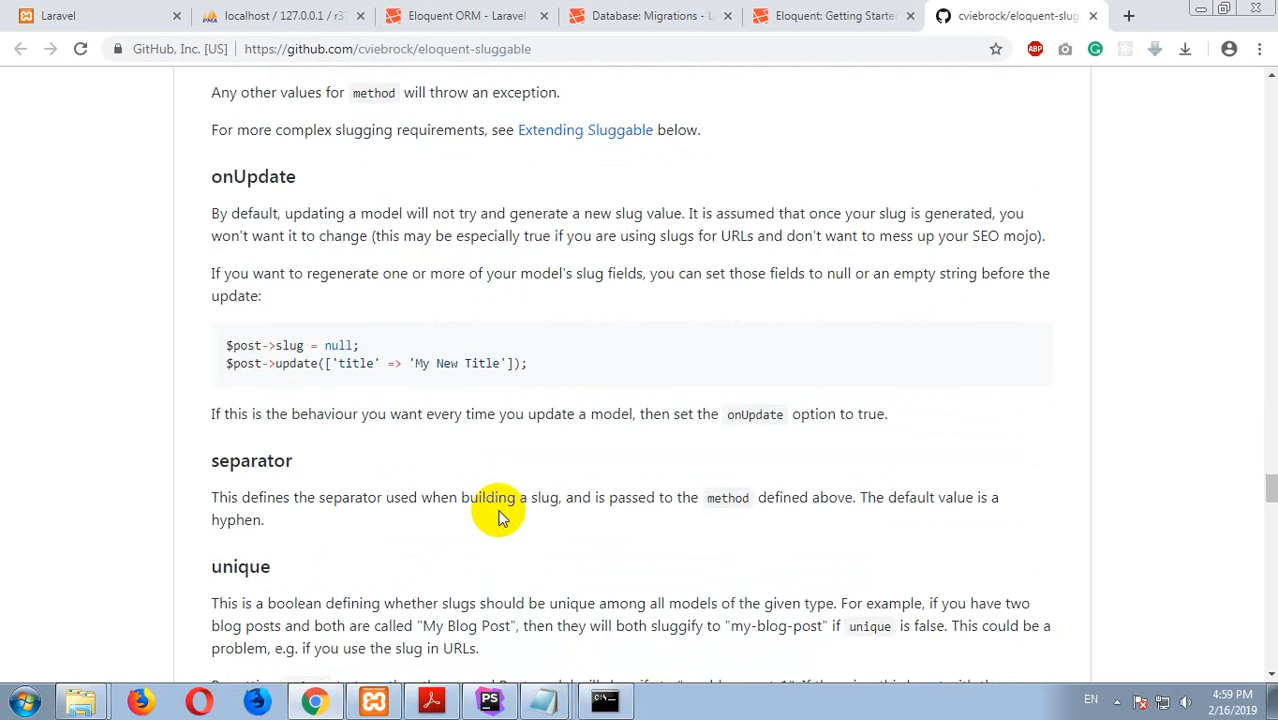 Laravel
localhost / 127.0.0.1 / r37
Eloquent ORM - Laravel
Database: Migrations - L
Eloquent: Getting Starte
cviebrock/eloquent-slug
GitHub, Inc. [US]
https://github.com/cviebrock/eloquent-sluggable
ABP
Any other values for method will throw an exception.
For more complex slugging requirements, see Extending Sluggable below.
onUpdate
By default, updating a model will not try and generate a new slug value. It is assumed that once your slug is generated, you
won't want it to change (this may be especially true if you are using slugs for URLs and don't want to mess up your SEO mojo).
If you want to regenerate one or more of your model's slug fields, you can set those fields to null or an empty string before the
update:
$post->slug = null;
$post->update(['title' => 'My New Title']);
If this is the behaviour you want every time you update a model, then set the onUpdate option to true.
separator
This defines the separator used when building a slug, and is passed to the method defined above. The default value is a
hyphen.
unique
This is a boolean defining whether slugs should be unique among all models of the given type. For example, if you have two
blog posts and both are called "My Blog Post", then they will both sluggify to "my-blog-post" if unique is false. This could be a
problem, e.g. if you use the slug in URLs.
PS
EN
4:59 PM
2/16/2019